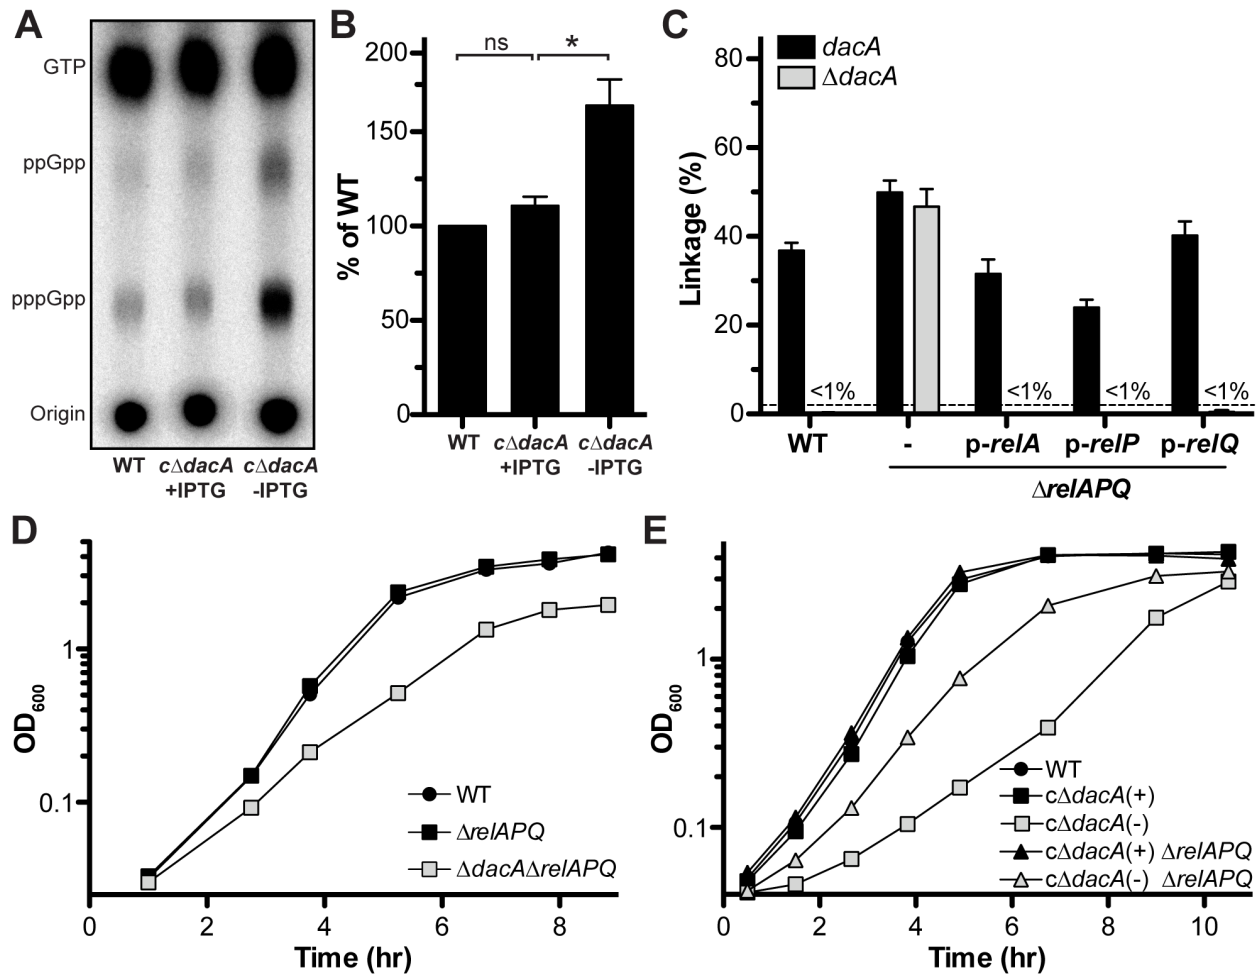 A
GTP
ppGpp
pppGpp
Origin
WT
cΔdacA
+IPTG
cΔdacA
-IPTG
B
% of WT
200
150
100
50
0
ns
*
WT
cΔdacA
+IPTG
cΔdacA
-IPTG
C
Linkage (%)
80
60
40
20
0
dacA
ΔdacA
<1%
<1%
<1%
<1%
WT
-
p-relA
p-relP
p-relQ
ΔrelAPQ
D
OD600
1
0.1
0
2
4
6
8
Time (hr)
WT
ΔrelAPQ
ΔdacAΔrelAPQ
E
OD600
1
0.1
0
2
4
6
8
10
Time (hr)
WT
cΔdacA(+)
cΔdacA(-)
cΔdacA(+) ΔrelAPQ
cΔdacA(-) ΔrelAPQ